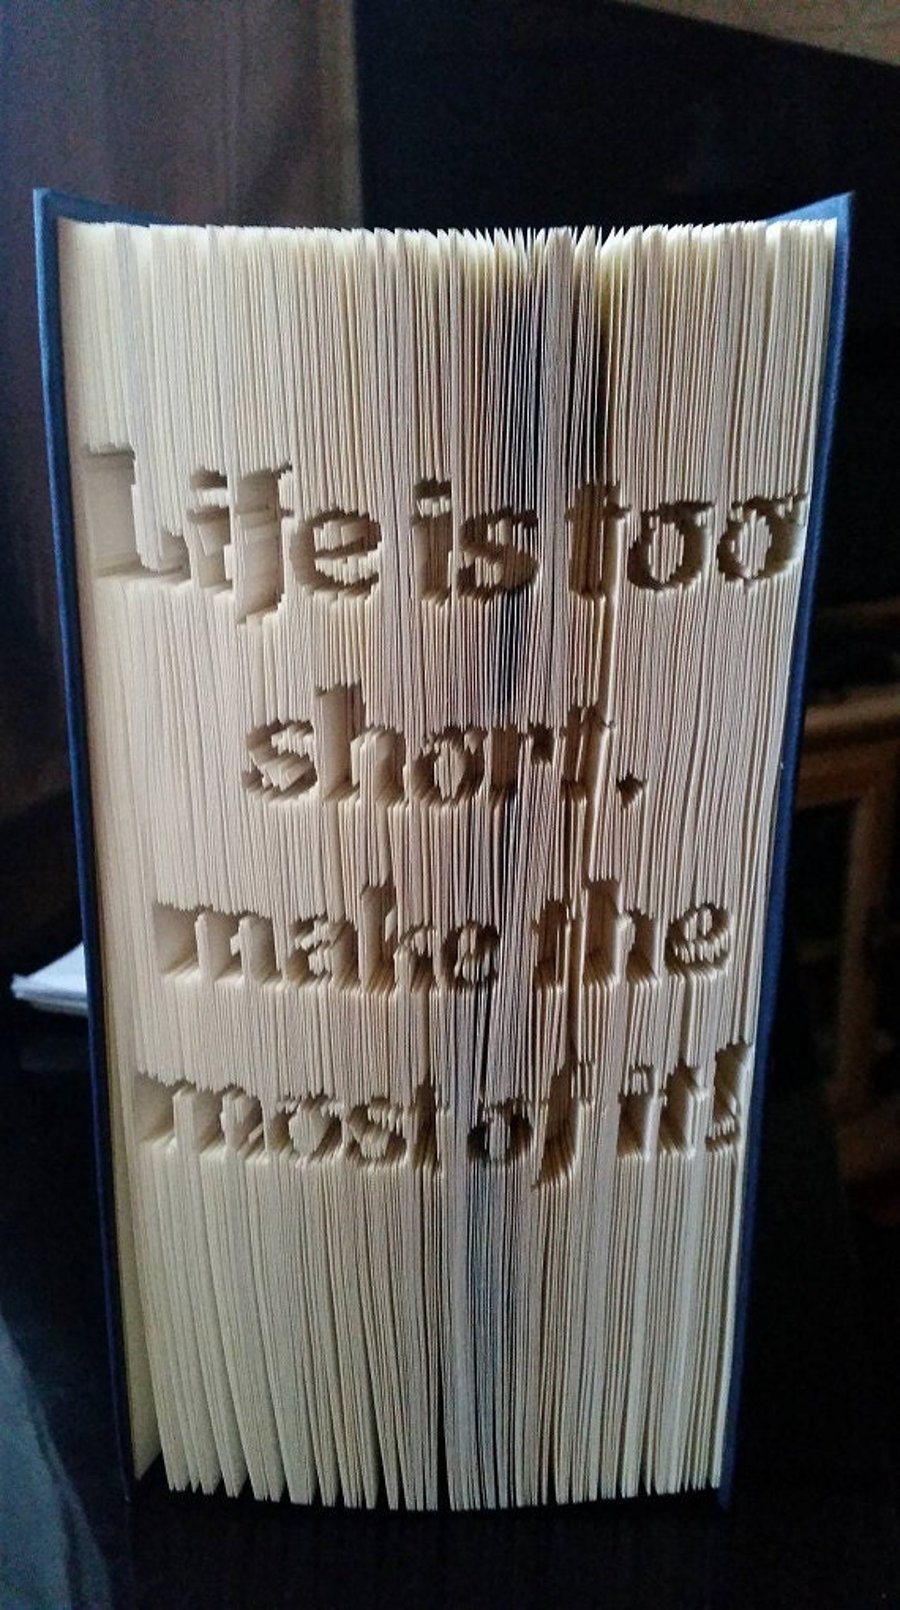 Life is too
short.
make the
most of it!